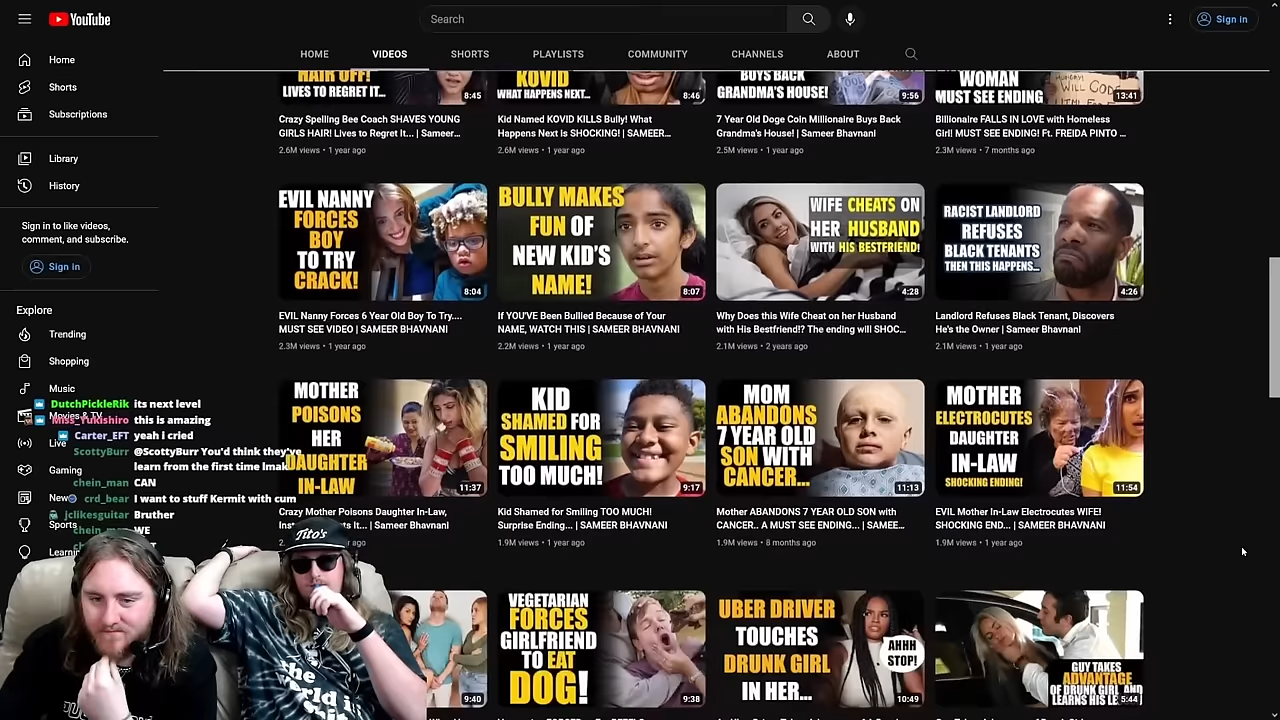 YouTube
Search
Sign in
HOME
VIDEOS
SHORTS
PLAYLISTS
COMMUNITY
CHANNELS
ABOUT
Home
Shorts
Subscriptions
Library
History
Sign in to like videos,
comment, and subscribe.
Sign in
Explore
Trending
Shopping
Music
Live
Gaming
Sports
HAIR OFF!
LIVES TO REGRET IT...
8:45
KOVID
WHAT HAPPENS NEXT...
8:46
BUYS BACK
GRANDMA'S HOUSE!
9:56
WOMAN
MUST SEE ENDING
13:41
Crazy Spelling Bee Coach SHAVES YOUNG
GIRLS HAIR! Lives to Regret It... | Sameer...
2.6M views • 1 year ago
Kid Named KOVID KILLS Bully! What
Happens Next is SHOCKING! | SAMEER...
2.6M views • 1 year ago
7 Year Old Doge Coin Millionaire Buys Back
Grandma's House! | Sameer Bhavnani
2.5M views • 1 year ago
Billionaire FALLS IN LOVE with Homeless
Girl! MUST SEE ENDING! Ft. FREIDA PINTO ...
2.3M views • 7 months ago
EVIL NANNY
FORCES
BOY
TO TRY
CRACK!
8:04
BULLY MAKES
FUN OF
NEW KID'S
NAME!
8:07
WIFE CHEATS ON
HER HUSBAND
WITH HIS BESTFRIEND!
4:28
RACIST LANDLORD
REFUSES
BLACK TENANTS
THEN THIS HAPPENS...
4:26
EVIL Nanny Forces 6 Year Old Boy To Try....
MUST SEE VIDEO | SAMEER BHAVNANI
2.3M views • 1 year ago
If YOU'VE Been Bullied Because of Your
NAME, WATCH THIS | SAMEER BHAVNANI
2.2M views • 1 year ago
Why Does this Wife Cheat on her Husband
with His Bestfriend!? The ending will SHOC...
2.1M views • 2 years ago
Landlord Refuses Black Tenant, Discovers
He's the Owner | Sameer Bhavnani
2.1M views • 1 year ago
MOTHER
POISONS
HER
DAUGHTER
IN-LAW
11:37
KID
SHAMED FOR
SMILING
TOO MUCH!
9:17
MOM
ABANDONS
7 YEAR OLD
SON WITH
CANCER...
11:13
MOTHER
ELECTROCUTES
DAUGHTER
IN-LAW
SHOCKING ENDING!
11:54
Crazy Mother Poisons Daughter In-Law,
It... | Sameer Bhavnani
year ago
Kid Shamed for Smiling TOO MUCH!
Surprise Ending... | SAMEER BHAVNANI
1.9M views • 1 year ago
Mother ABANDONS 7 YEAR OLD SON with
CANCER.. A MUST SEE ENDING... | SAMEE...
1.9M views • 8 months ago
EVIL Mother In-Law Electrocutes WIFE!
SHOCKING END... | SAMEER BHAVNANI
1.9M views • 1 year ago
DutchPickleRik its next level
Miss_Yukishiro this is amazing
Carter_EFT yeah i cried
ScottyBurr @ScottyBurr You'd think they've
learn from the first time lmak
chein_man CAN
crd_bear I want to stuff Kermit with cum
jclikesguitar Bruther
WE
Tito's
the
World is
9:40
VEGETARIAN
FORCES
GIRLFRIEND
TO EAT
DOG!
9:38
UBER DRIVER
TOUCHES
DRUNK GIRL
IN HER...
AHHH
STOP!
10:49
GUY TAKES
ADVANTAGE
OF DRUNK GIRL AND
LEARNS HIS
5:44